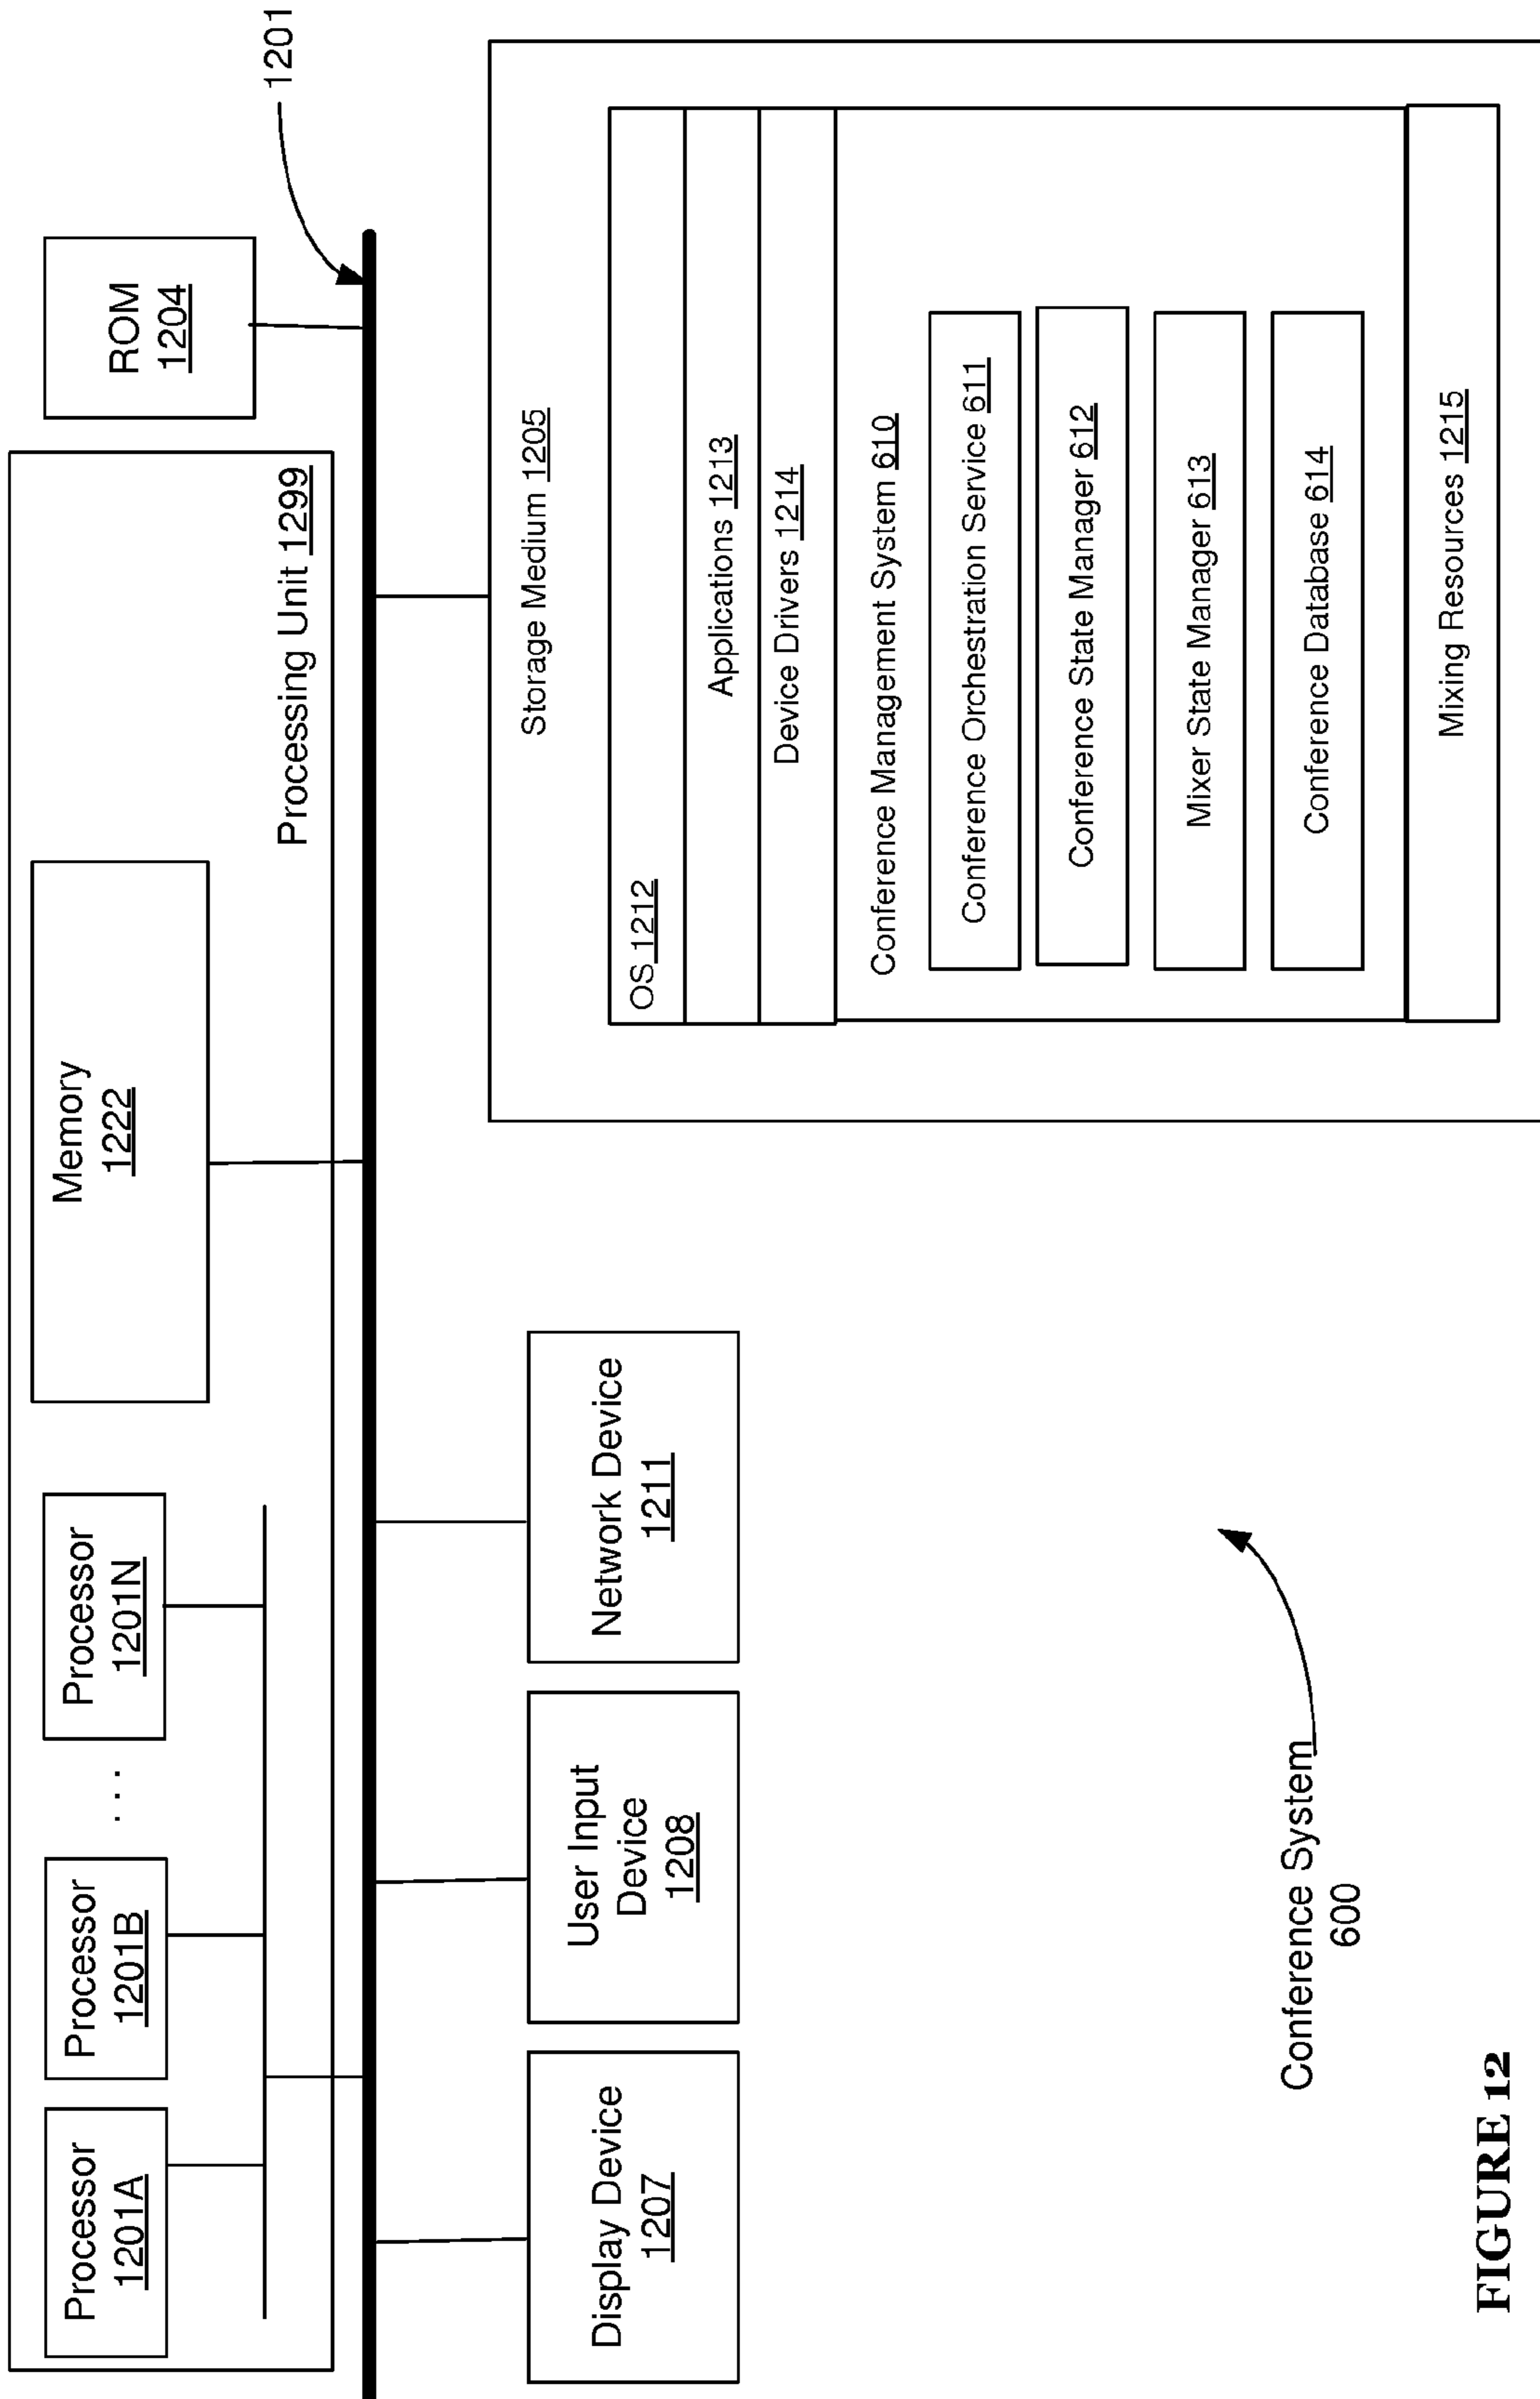 Processor
1201A
Processor
1201B
. . .
Processor
1201N
Memory
1222
Processing Unit 1299
ROM
1204
1201
Display Device
1207
User Input
Device
1208
Network Device
1211
Storage Medium 1205
OS 1212
Applications 1213
Device Drivers 1214
Conference Management System 610
Conference Orchestration Service 611
Conference State Manager 612
Mixer State Manager 613
Conference Database 614
Mixing Resources 1215
Conference System
600
FIGURE 12